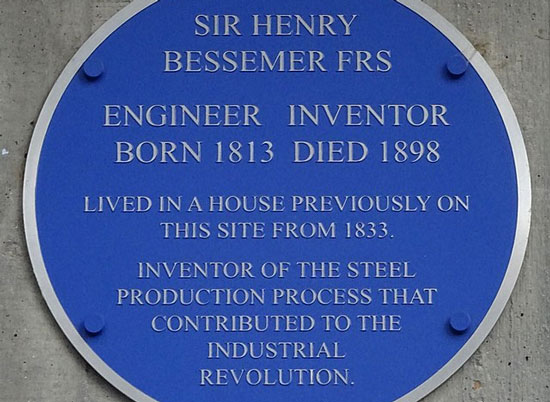 SIR HENRY
BESSEMER FRS
ENGINEER INVENTOR
BORN 1813 DIED 1898
LIVED IN A HOUSE PREVIOUSLY ON
THIS SITE FROM 1833.
INVENTOR OF THE STEEL
PRODUCTION PROCESS THAT
CONTRIBUTED TO THE
INDUSTRIAL
REVOLUTION.